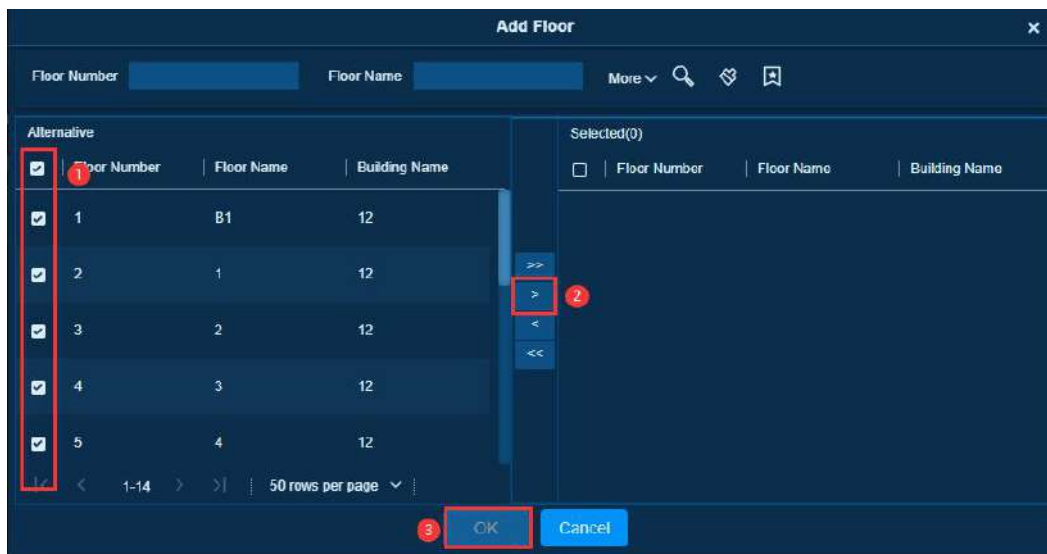 Add Floor ×
Floor Number Floor Name More
Alternative
Floor Number Floor Name Building Name
1
1 B1 12
2 1 12
3 2 12
4 3 12
5 4 12
1-14 50 rows per page
>>
>
2
<
<<
Selected(0)
Floor Number Floor Name Building Name
3
OK Cancel